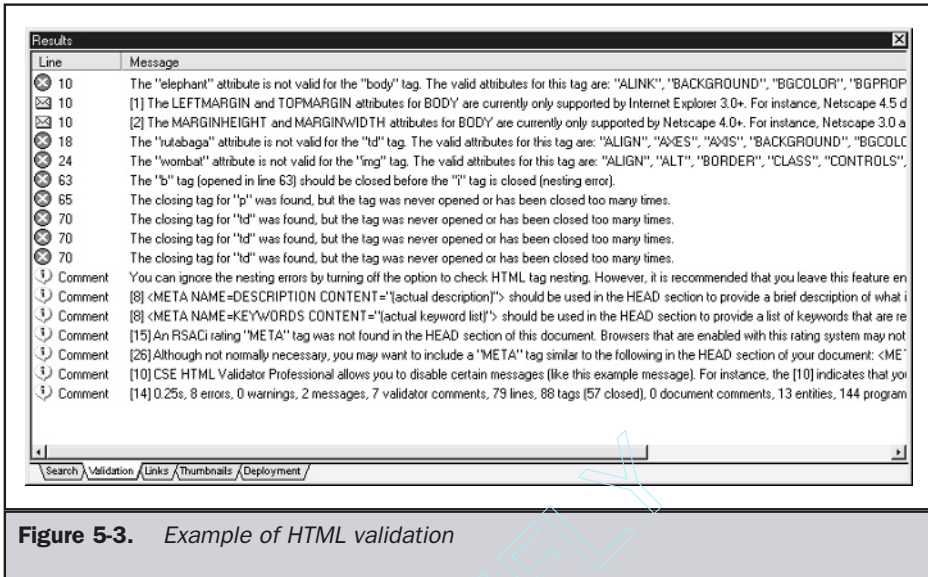 Results
Line Message
10 The "elephant" attribute is not valid for the "body" tag. The valid attributes for this tag are: "ALINK", "BACKGROUND", "BGCOLOR", "BGPROP
10 [1] The LEFTMARGIN and TOPMARGIN attributes for BODY are currently only supported by Internet Explorer 3.0+. For instance, Netscape 4.5 d
10 [2] The MARGINHEIGHT and MARGINWIDTH attributes for BODY are currently only supported by Netscape 4.0+. For instance, Netscape 3.0 a
18 The "rutabaga" attribute is not valid for the "td" tag. The valid attributes for this tag are: "ALIGN", "AXES", "AXIS", "BACKGROUND", "BGCOLO
24 The "wombat" attribute is not valid for the "img" tag. The valid attributes for this tag are: "ALIGN", "ALT", "BORDER", "CLASS", "CONTROLS",
63 The "b" tag (opened in line 63) should be closed before the "i" tag is closed (nesting error).
65 The closing tag for "p" was found, but the tag was never opened or has been closed too many times.
70 The closing tag for "td" was found, but the tag was never opened or has been closed too many times.
70 The closing tag for "td" was found, but the tag was never opened or has been closed too many times.
70 The closing tag for "td" was found, but the tag was never opened or has been closed too many times.
Comment You can ignore the nesting errors by turning off the option to check HTML tag nesting. However, it is recommended that you leave this feature en
Comment [8] <META NAME=DESCRIPTION CONTENT="(actual description)"> should be used in the HEAD section to provide a brief description of what i
Comment [8] <META NAME=KEYWORDS CONTENT="(actual keyword list)"> should be used in the HEAD section to provide a list of keywords that are re
Comment [15] An RSACi rating "META" tag was not found in the HEAD section of this document. Browsers that are enabled with this rating system may not
Comment [26] Although not normally necessary, you may want to include a "META" tag similar to the following in the HEAD section of your document: <ME
Comment [10] CSE HTML Validator Professional allows you to disable certain messages (like this example message). For instance, the [10] indicates that you
Comment [14] 0.25s, 8 errors, 0 warnings, 2 messages, 7 validator comments, 79 lines, 88 tags (57 closed), 0 document comments, 13 entities, 144 program
Search Validation Links Thumbnails Deployment
Figure 5-3. Example of HTML validation